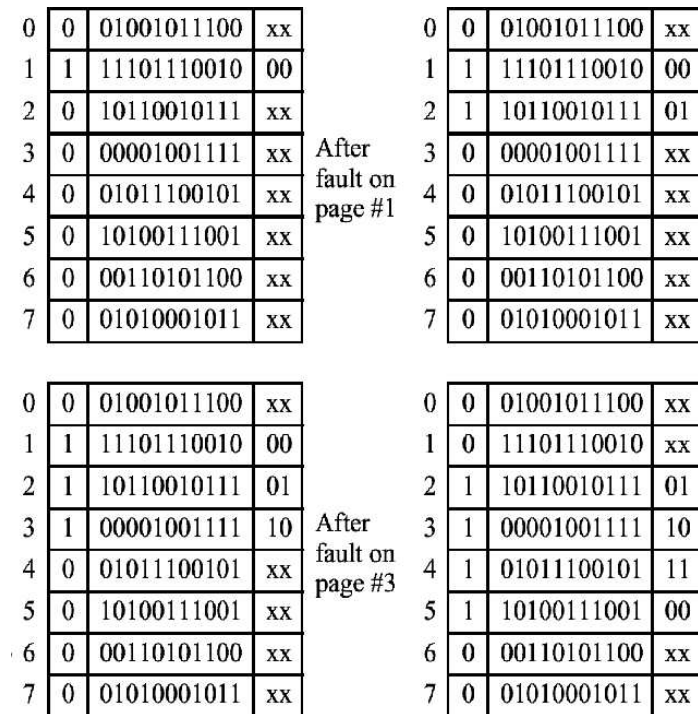 0 0 01001011100 xx
1 1 11101110010 00
2 0 10110010111 xx
3 0 00001001111 xx
4 0 01011100101 xx
5 0 10100111001 xx
6 0 00110101100 xx
7 0 01010001011 xx
After
fault on
page #1
0 0 01001011100 xx
1 1 11101110010 00
2 1 10110010111 01
3 0 00001001111 xx
4 0 01011100101 xx
5 0 10100111001 xx
6 0 00110101100 xx
7 0 01010001011 xx
0 0 01001011100 xx
1 1 11101110010 00
2 1 10110010111 01
3 1 00001001111 10
4 0 01011100101 xx
5 0 10100111001 xx
6 0 00110101100 xx
7 0 01010001011 xx
After
fault on
page #3
0 0 01001011100 xx
1 0 11101110010 xx
2 1 10110010111 01
3 1 00001001111 10
4 1 01011100101 11
5 1 10100111001 00
6 0 00110101100 xx
7 0 01010001011 xx